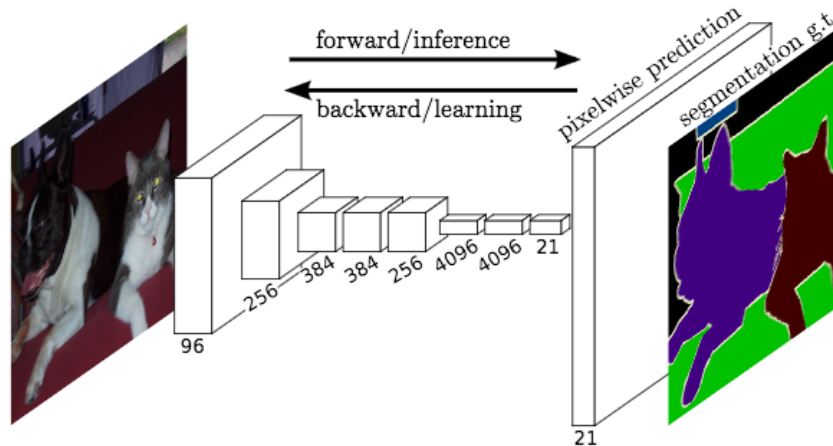 forward/inference
backward/learning
pixelwise prediction
segmentation g.t
96
256
384
384
256
4096
4096
21
21